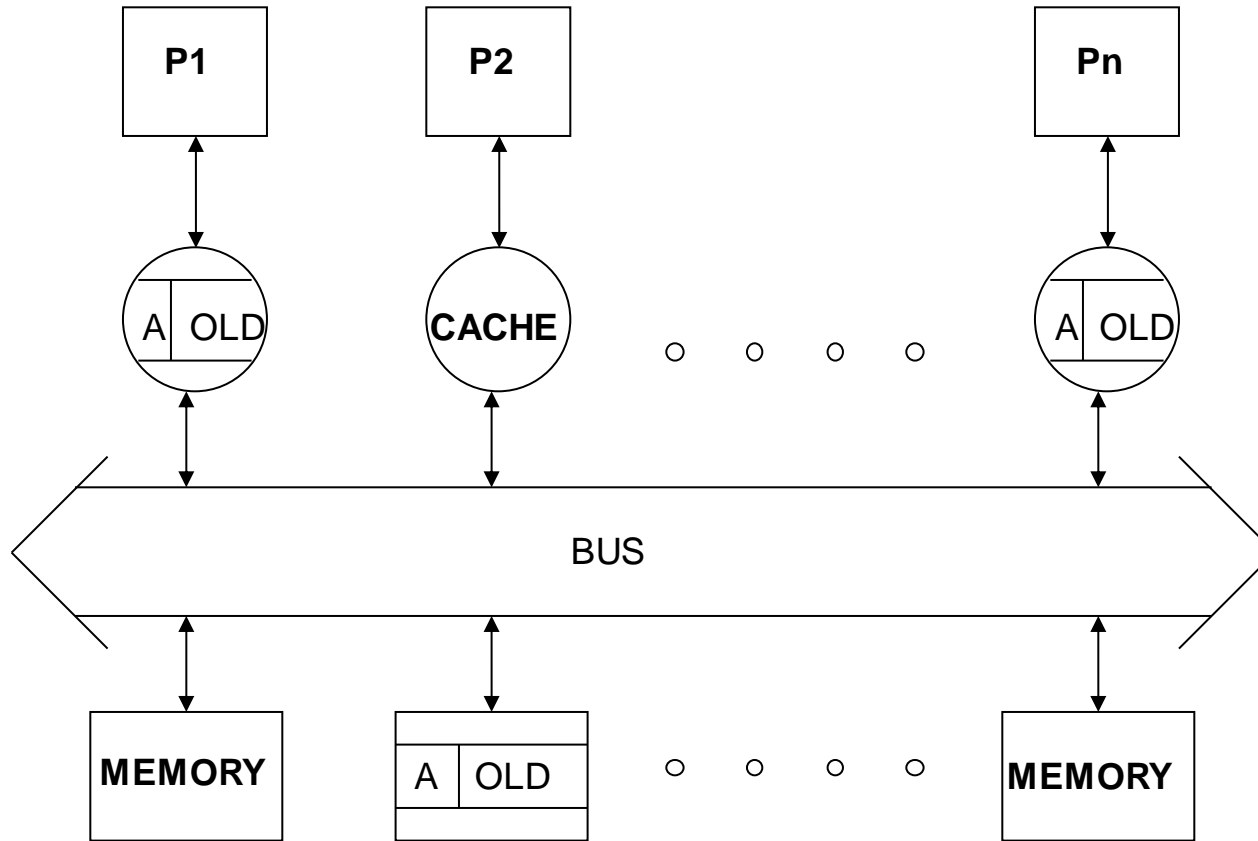 P1
P2
Pn
A OLD
CACHE
A OLD
BUS
MEMORY
A OLD
MEMORY